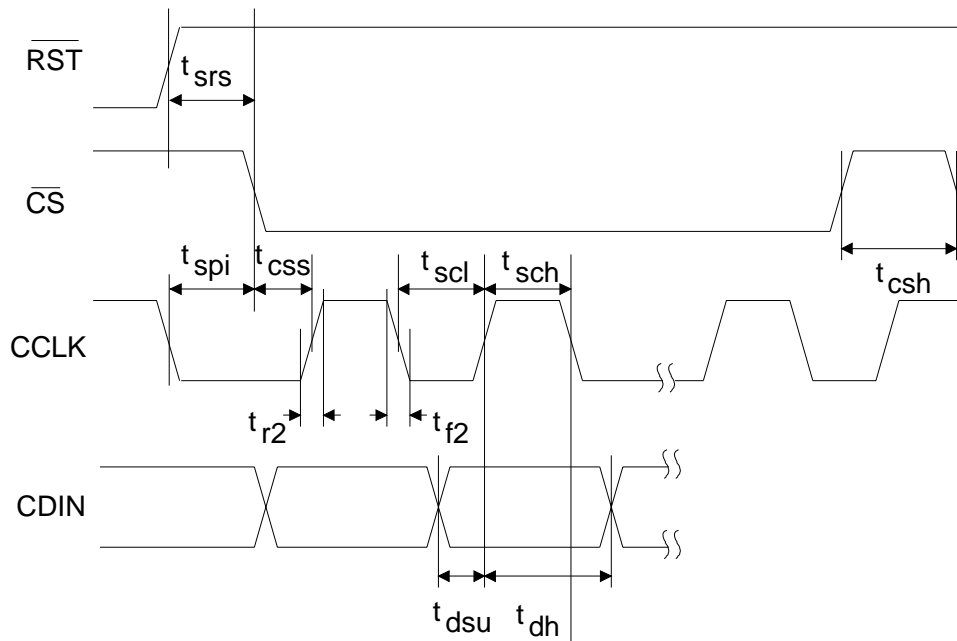 RST
t srs
CS
t spi
t css
t scl
t sch
t csh
CCLK
t r2
t f2
CDIN
t dsu
t dh